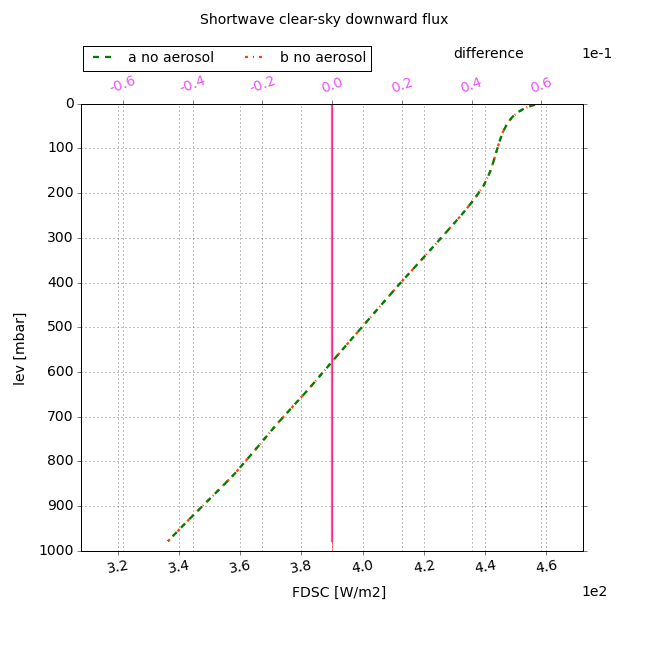 Shortwave clear-sky downward flux
a no aerosol b no aerosol difference 1e-1
-0.6 -0.4 -0.2 0.0 0.2 0.4 0.6
0
100
200
300
400
500
600
700
800
900
1000
lev [mbar]
3.2 3.4 3.6 3.8 4.0 4.2 4.4 4.6
FDSC [W/m2] 1e2